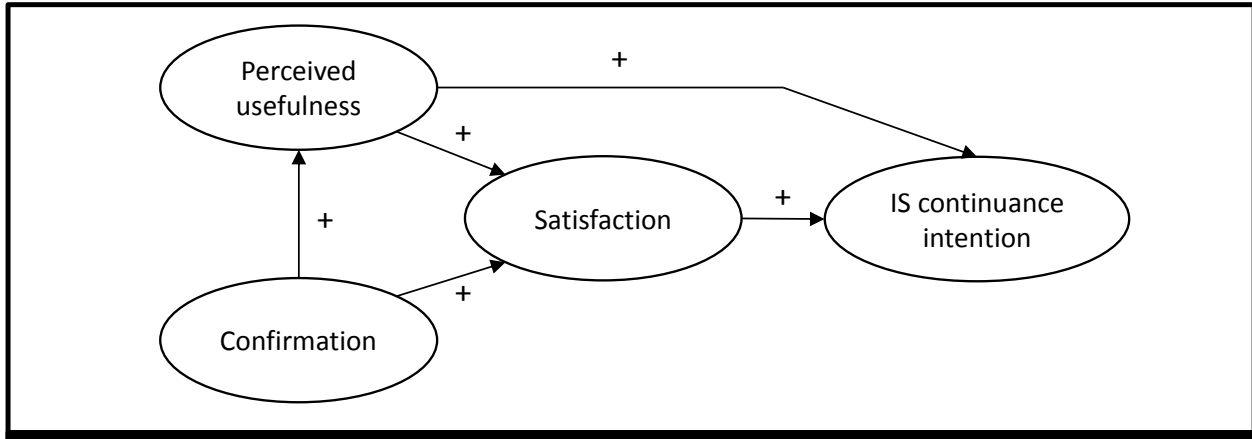 Perceived
usefulness
+
+
+
Satisfaction
+
IS continuance
intention
+
Confirmation